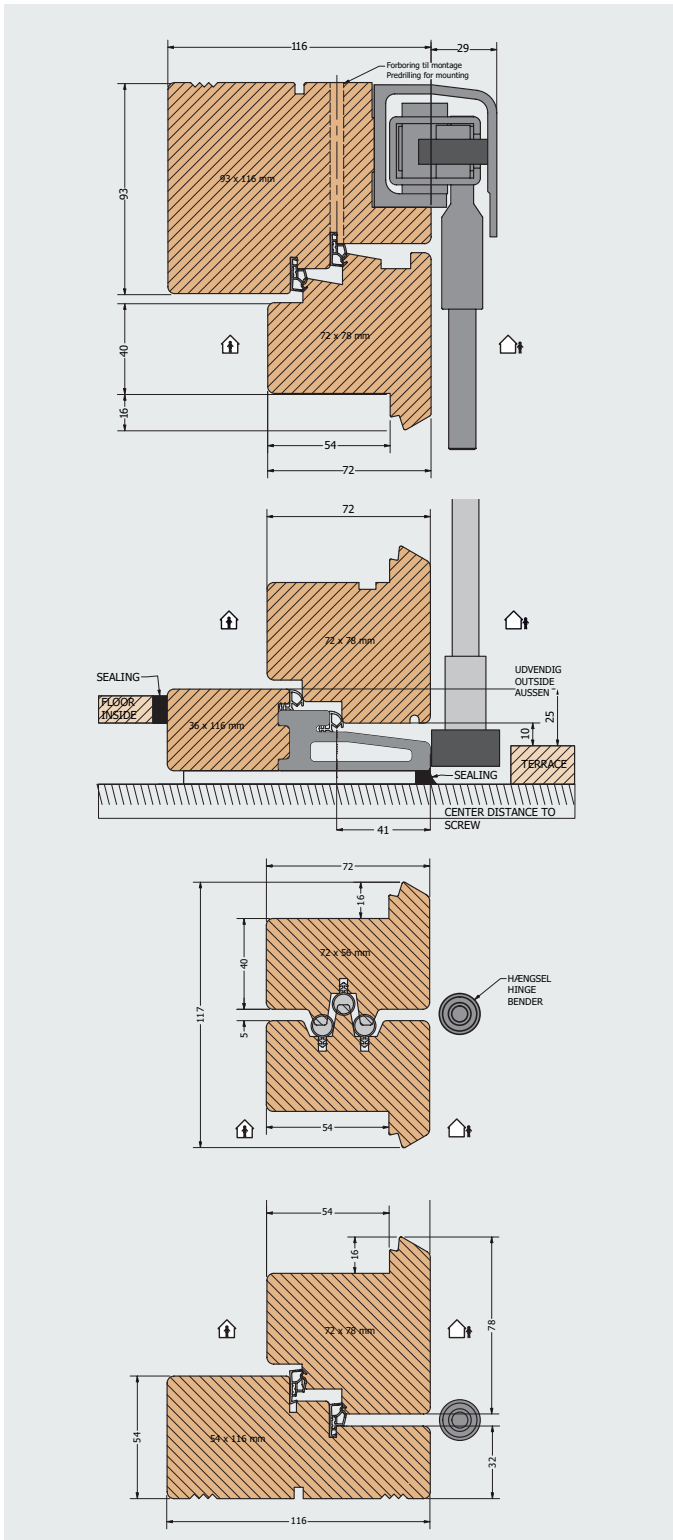 116
29
Forboring til montage
Predrilling for mounting
93
93 x 116 mm
40
72 x 78 mm
16
54
72
72
72 x 78 mm
SEALING
UDVENDIG
OUTSIDE
AUSSEN
FLOOR
INSIDE
36 x 116 mm
10
25
TERRACE
SEALING
CENTER DISTANCE TO
SCREW
41
72
16
40
72 x 56 mm
HÆNGSEL
HINGE
BENDER
117
5
54
54
16
72 x 78 mm
78
54
54 x 116 mm
32
116